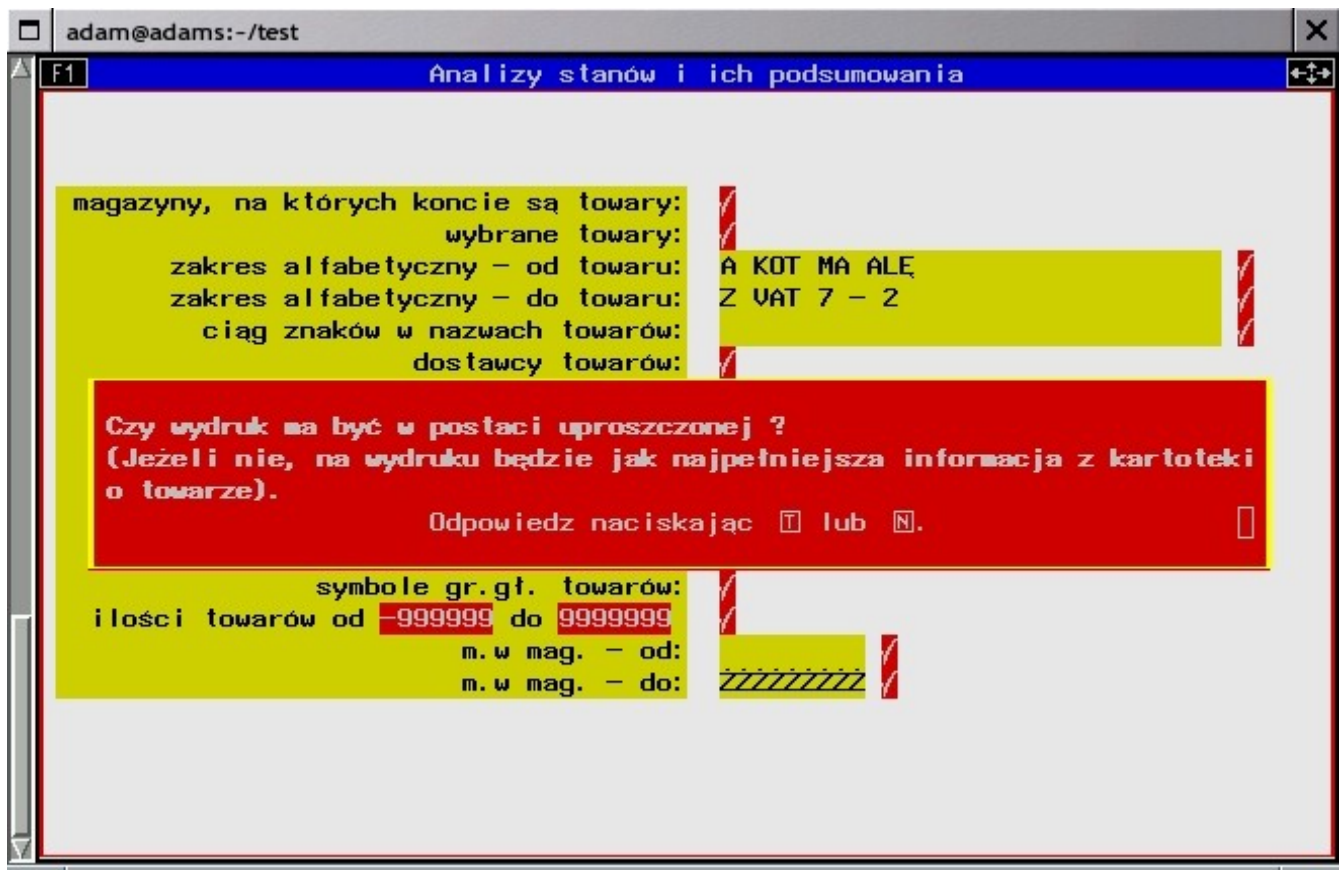 adam@adams:~/test
F1 Analizy stanów i ich podsumowania
magazyny, na których koncie są towary:
wybrane towary:
zakres alfabetyczny – od towaru: A KOT MA ALĘ
zakres alfabetyczny – do towaru: Z VAT 7 – 2
ciąg znaków w nazwach towarów:
dostawcy towarów:
Czy wydruk ma być w postaci uproszczonej ?
(Jeżeli nie, na wydruku będzie jak najpełniejsza informacja z kartoteki
o towarze).
Odpowiedz naciskając T lub N.
symbole gr.gł. towarów:
ilości towarów od -999999 do 9999999
m.w mag. – od:
m.w mag. – do: ŻŻŻŻŻŻŻŻŻ